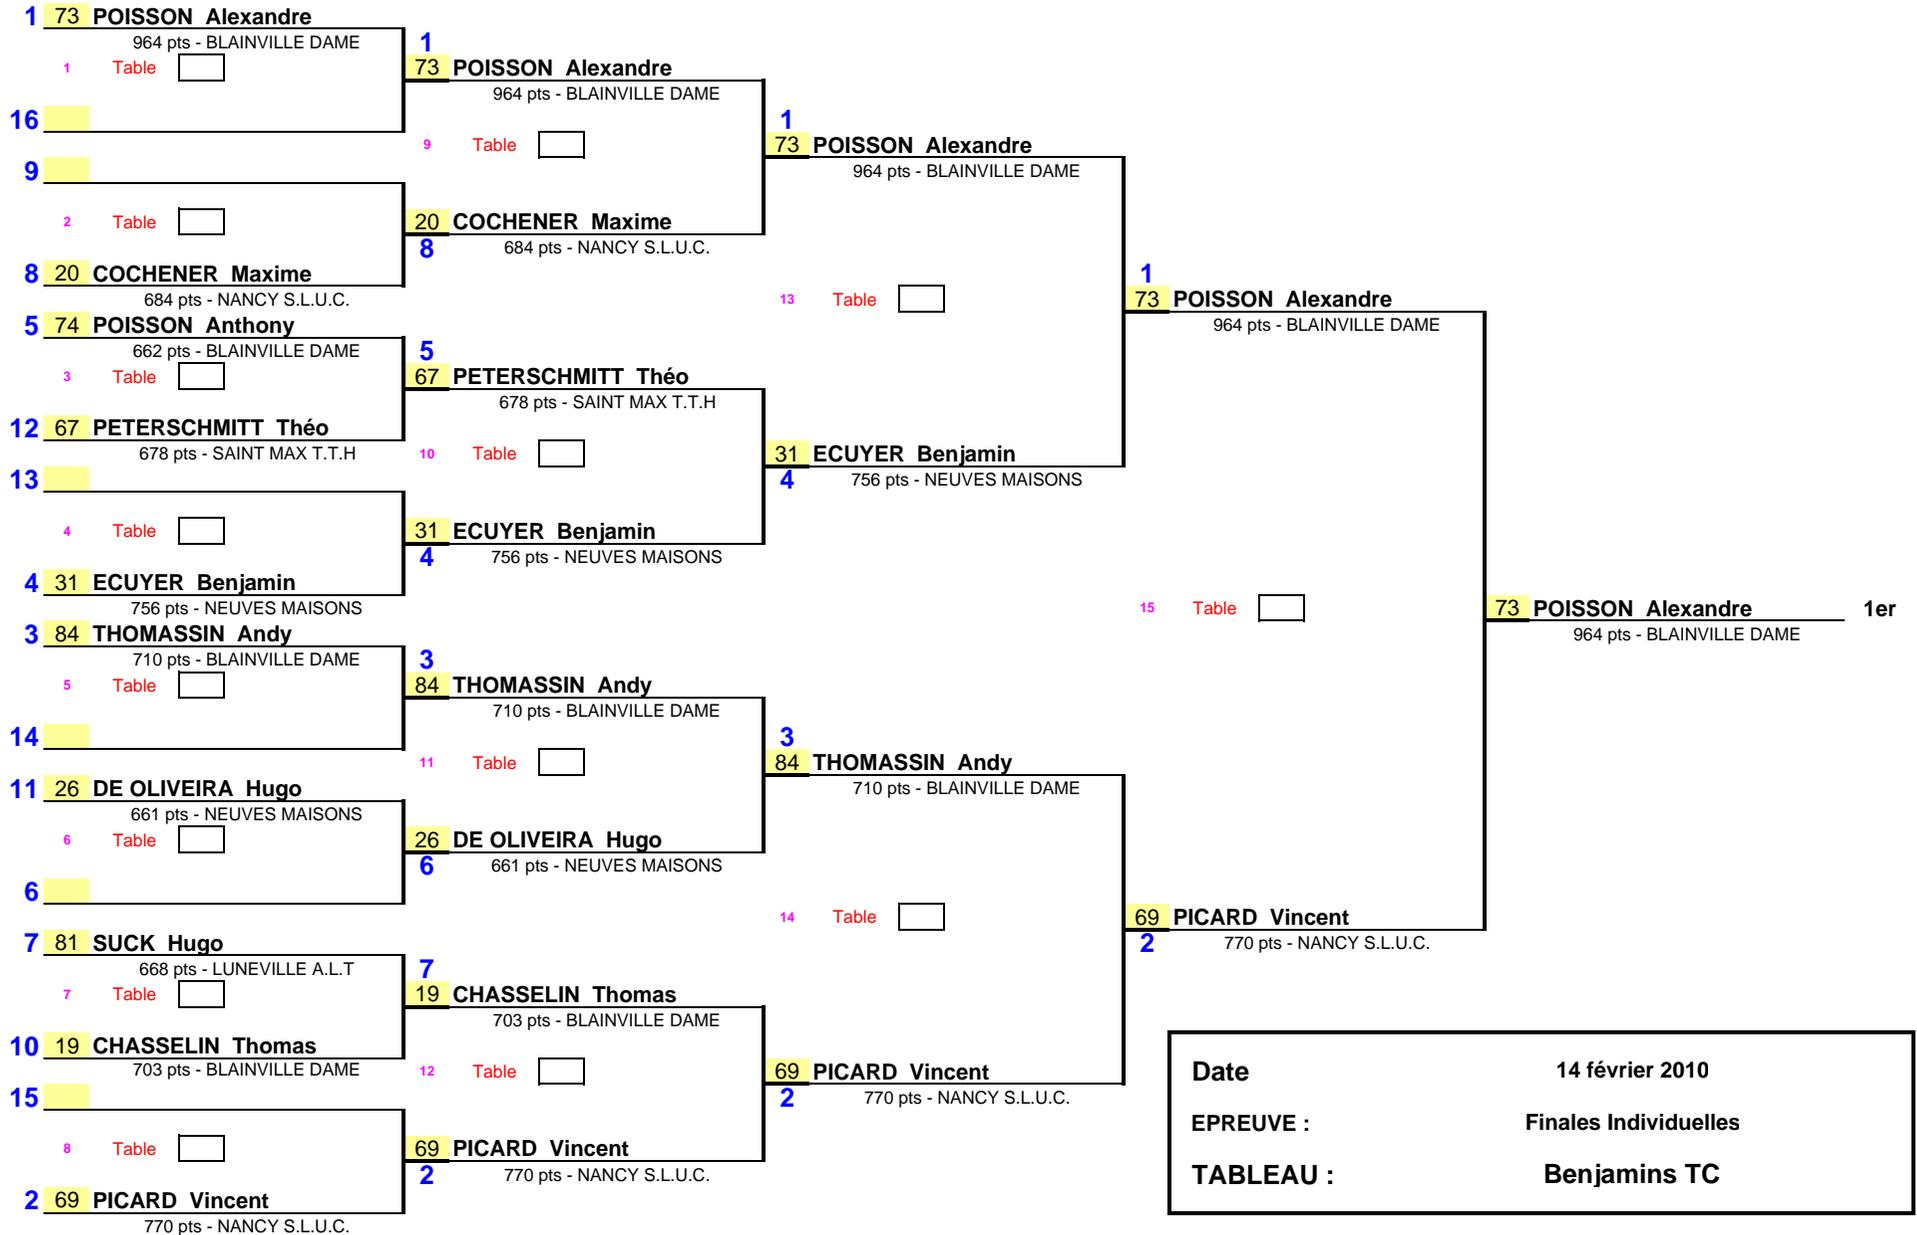 1 73 POISSON Alexandre
964 pts - BLAINVILLE DAME
1 Table
16
9
2 Table
8 20 COCHENER Maxime
684 pts - NANCY S.L.U.C.
5 74 POISSON Anthony
662 pts - BLAINVILLE DAME
3 Table
12 67 PETERSCHMITT Théo
678 pts - SAINT MAX T.T.H
13
4 Table
4 31 ECUYER Benjamin
756 pts - NEUVES MAISONS
3 84 THOMASSIN Andy
710 pts - BLAINVILLE DAME
5 Table
14
11 26 DE OLIVEIRA Hugo
661 pts - NEUVES MAISONS
6 Table
6
7 81 SUCK Hugo
668 pts - LUNEVILLE A.L.T
7 Table
10 19 CHASSELIN Thomas
703 pts - BLAINVILLE DAME
15
8 Table
2 69 PICARD Vincent
770 pts - NANCY S.L.U.C.
1
73 POISSON Alexandre
964 pts - BLAINVILLE DAME
9 Table
20 COCHENER Maxime
8 684 pts - NANCY S.L.U.C.
5
67 PETERSCHMITT Théo
678 pts - SAINT MAX T.T.H
10 Table
31 ECUYER Benjamin
4 756 pts - NEUVES MAISONS
3
84 THOMASSIN Andy
710 pts - BLAINVILLE DAME
11 Table
26 DE OLIVEIRA Hugo
6 661 pts - NEUVES MAISONS
7
19 CHASSELIN Thomas
703 pts - BLAINVILLE DAME
12 Table
69 PICARD Vincent
2 770 pts - NANCY S.L.U.C.
1
73 POISSON Alexandre
964 pts - BLAINVILLE DAME
13 Table
31 ECUYER Benjamin
4 756 pts - NEUVES MAISONS
3
84 THOMASSIN Andy
710 pts - BLAINVILLE DAME
14 Table
69 PICARD Vincent
2 770 pts - NANCY S.L.U.C.
1
73 POISSON Alexandre
964 pts - BLAINVILLE DAME
15 Table
69 PICARD Vincent
2 770 pts - NANCY S.L.U.C.
73 POISSON Alexandre 1er
964 pts - BLAINVILLE DAME
Date 14 février 2010
EPREUVE : Finales Individuelles
TABLEAU : Benjamins TC